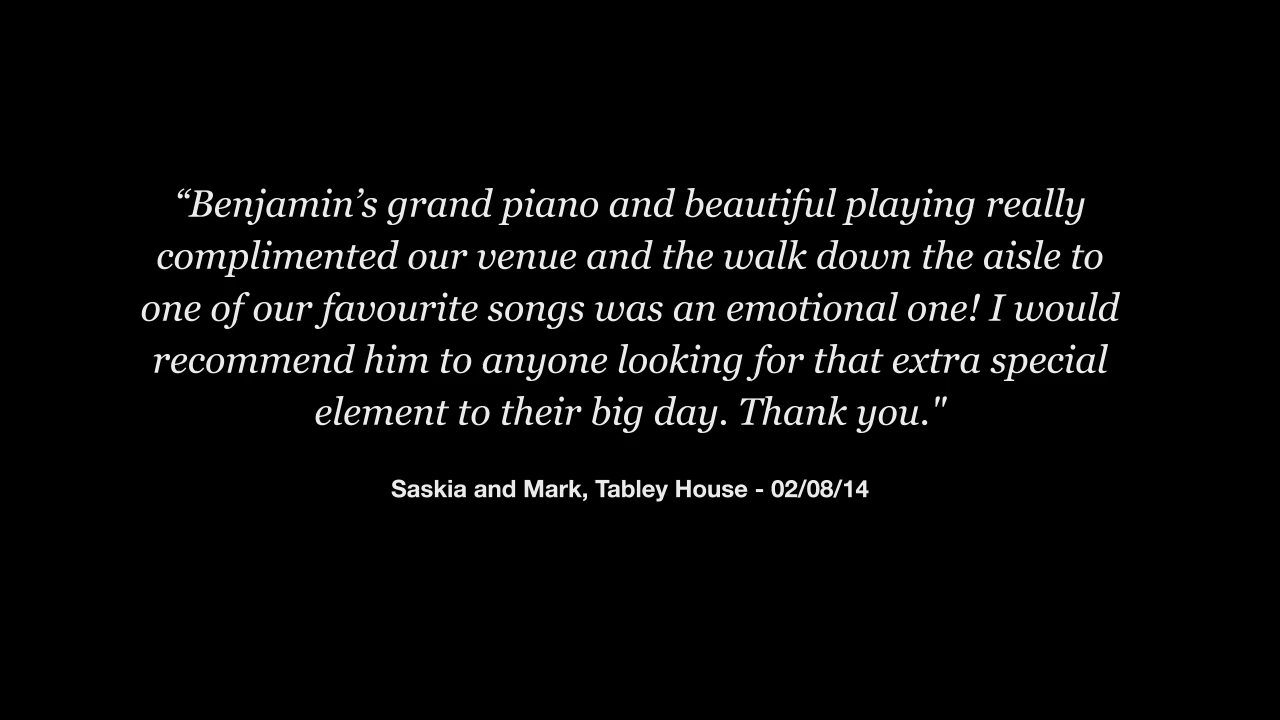 “Benjamin’s grand piano and beautiful playing really
complimented our venue and the walk down the aisle to
one of our favourite songs was an emotional one! I would
recommend him to anyone looking for that extra special
element to their big day. Thank you."
Saskia and Mark, Tabley House - 02/08/14